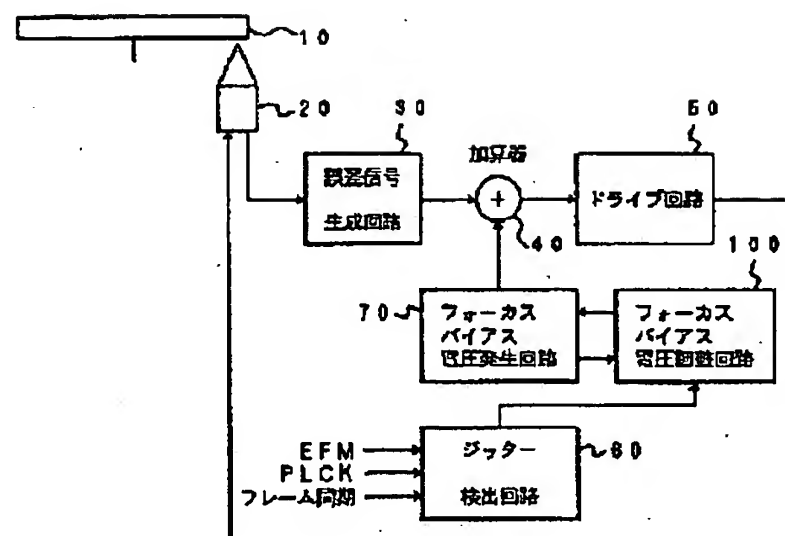 10
20
30
加算器
誤差信号
生成回路
ドライブ回路
40
100
70
フォーカス
バイアス
電圧発生回路
フォーカス
バイアス
電圧調整回路
EFM
PLCK
フレーム同期
ジッター
検出回路